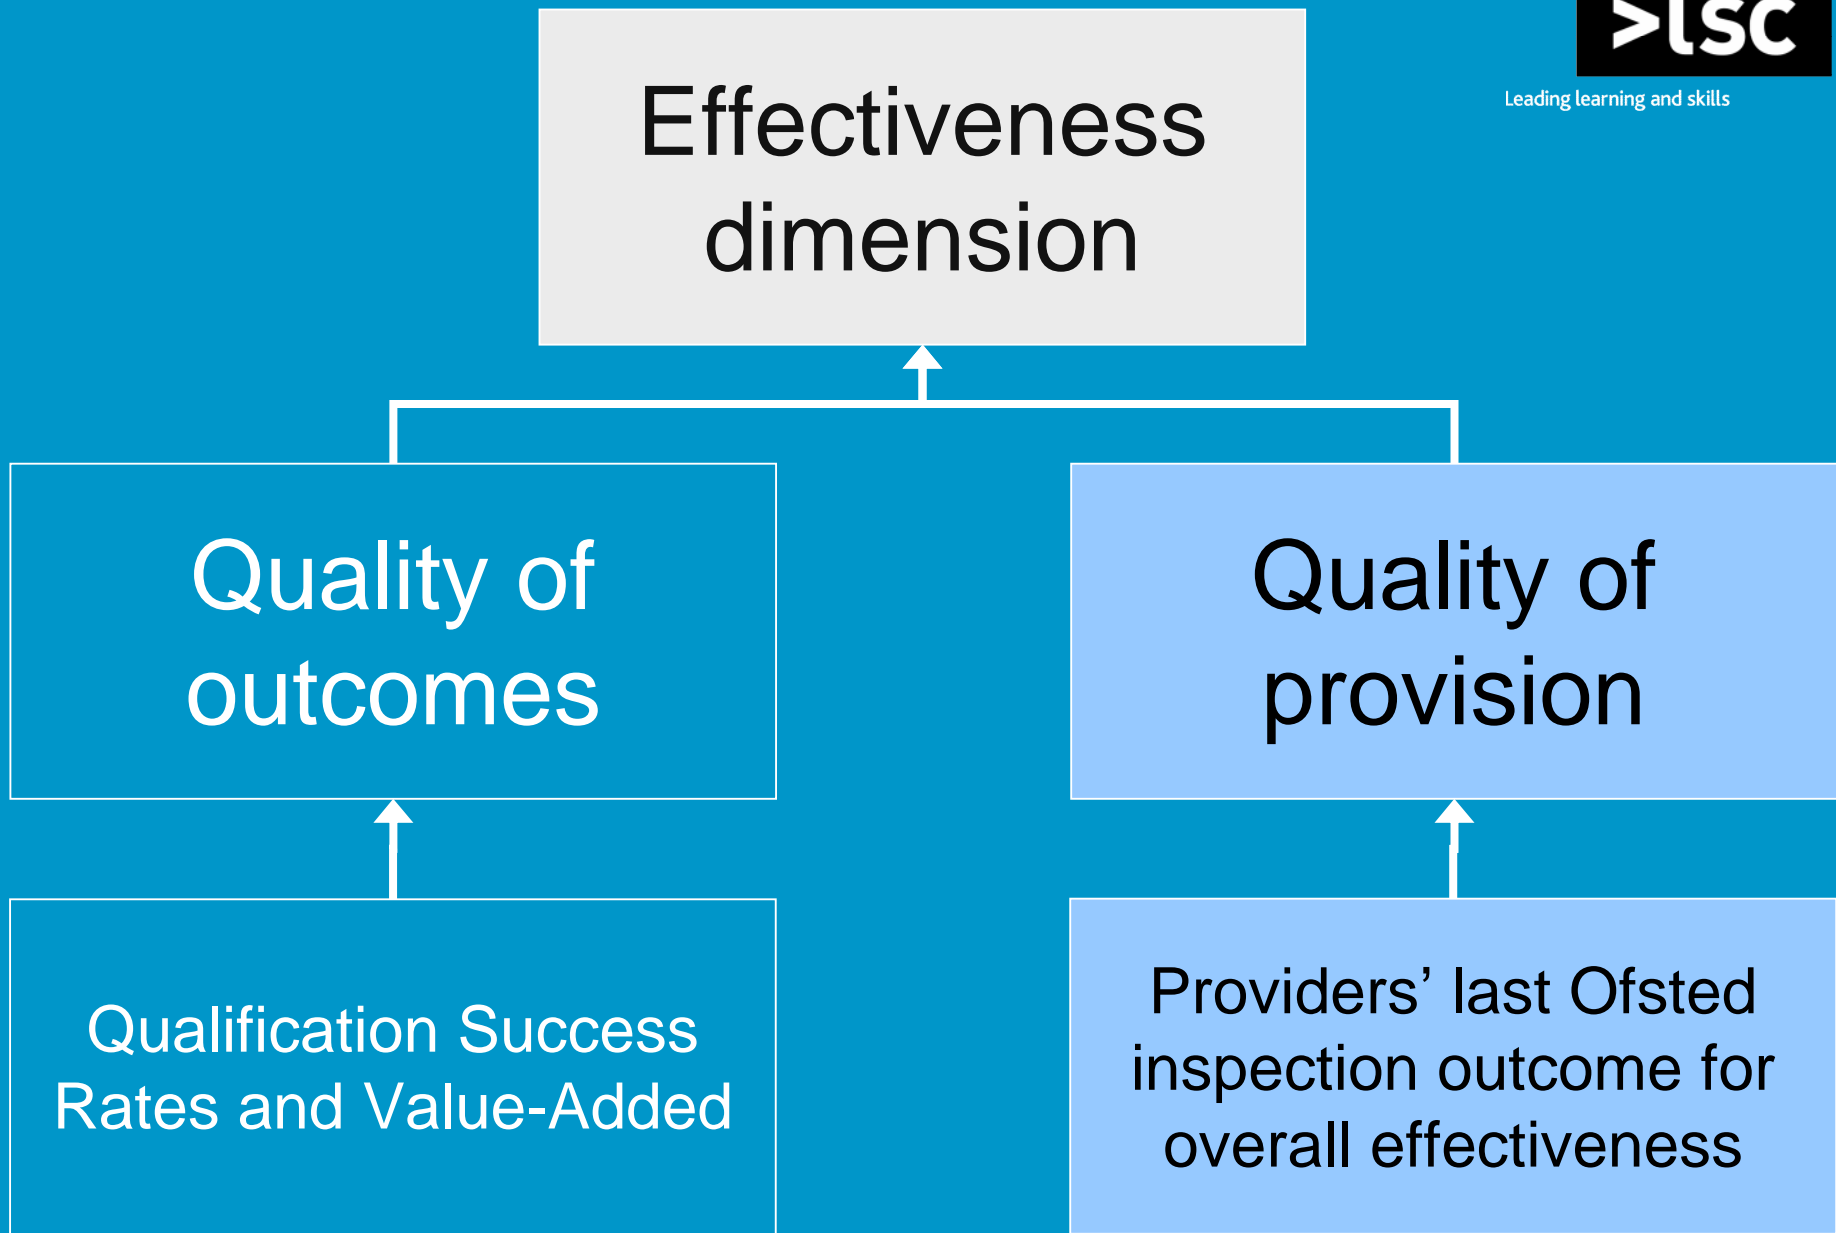 >lsc
Leading learning and skills
Effectiveness
dimension
Quality of
outcomes
Quality of
provision
Qualification Success
Rates and Value-Added
Providers’ last Ofsted
inspection outcome for
overall effectiveness